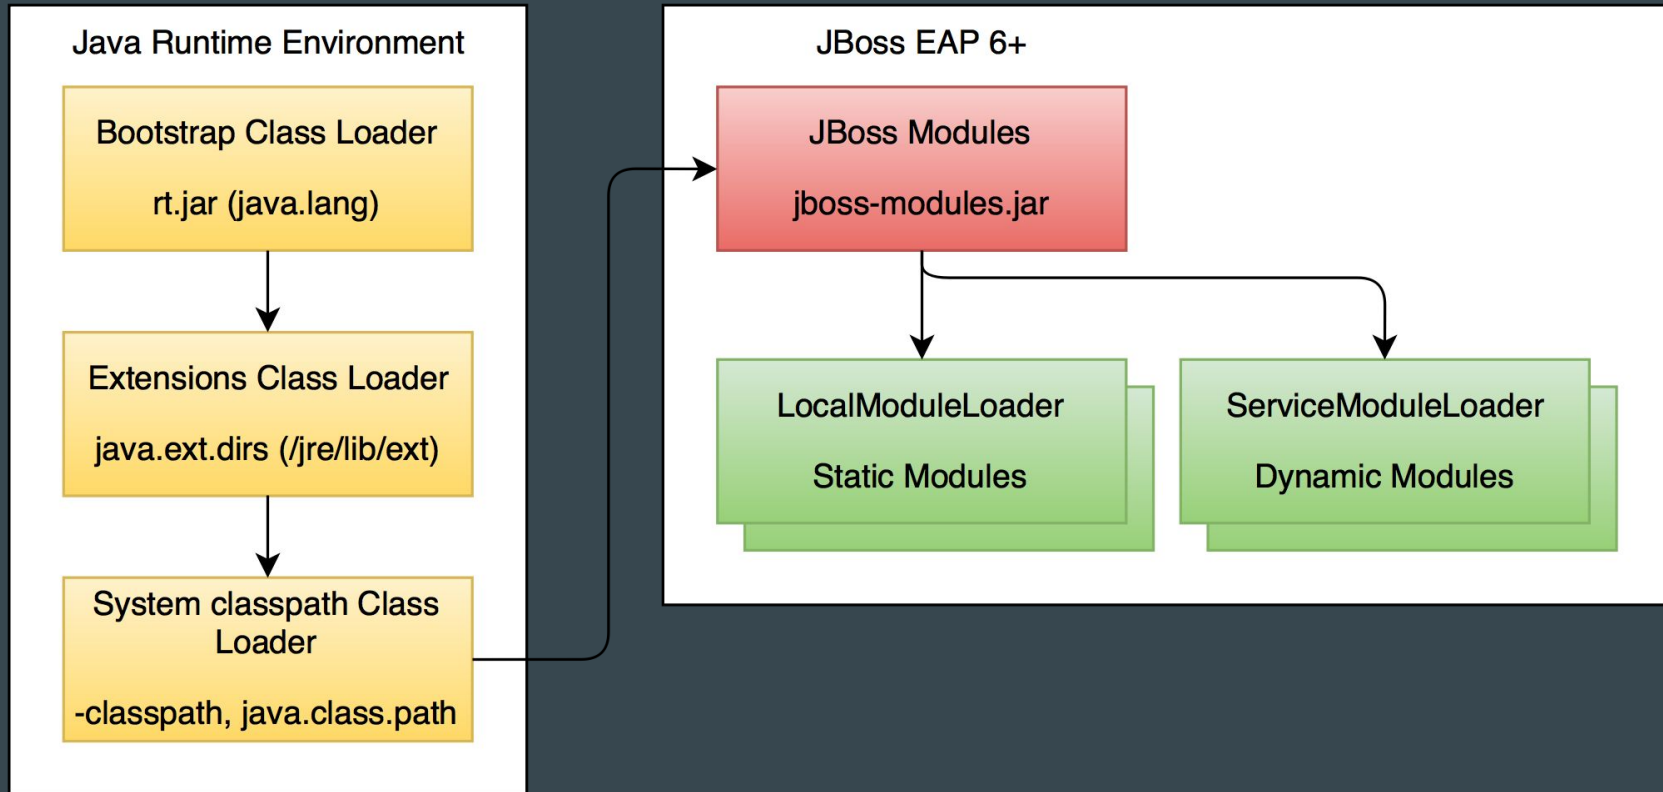 Java Runtime Environment
Bootstrap Class Loader
rt.jar (java.lang)
Extensions Class Loader
java.ext.dirs (/jre/lib/ext)
System classpath Class
Loader
-classpath, java.class.path
JBoss EAP 6+
JBoss Modules
jboss-modules.jar
LocalModuleLoader
Static Modules
ServiceModuleLoader
Dynamic Modules